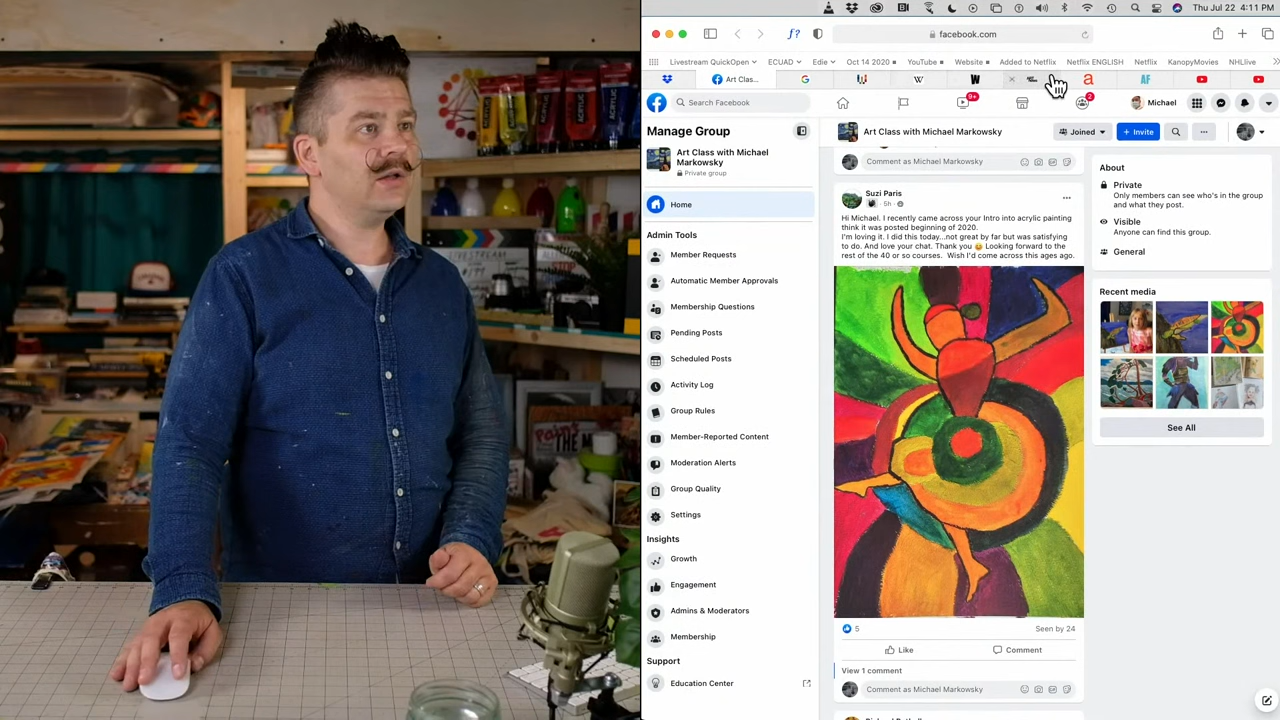 Thu Jul 22 4:11 PM
facebook.com
Livestream QuickOpen ECUAD Edie Oct 14 2020 YouTube Website Added to Netflix Netflix ENGLISH Netflix KanopyMovies NHLlive
Art Clas...
Search Facebook
9+
2
Michael
Manage Group
Art Class with Michael
Markowsky
Private group
Home
Admin Tools
Member Requests
Automatic Member Approvals
Membership Questions
Pending Posts
Scheduled Posts
Activity Log
Group Rules
Member-Reported Content
Moderation Alerts
Group Quality
Settings
Insights
Growth
Engagement
Admins & Moderators
Membership
Support
Education Center
Art Class with Michael Markowsky
Joined
+ Invite
Comment as Michael Markowsky
Suzi Paris
5h
Hi Michael. I recently came across your Intro into acrylic painting
think it was posted beginning of 2020.
I'm loving it. I did this today...not great by far but was satisfying
to do. And love your chat. Thank you 😀 Looking forward to the
rest of the 40 or so courses. Wish I'd come across this ages ago.
5
Seen by 24
Like
Comment
View 1 comment
Comment as Michael Markowsky
About
Private
Only members can see who's in the group
and what they post.
Visible
Anyone can find this group.
General
Recent media
See All
ACRYLIC
ACRYLIC
Paint
THE M